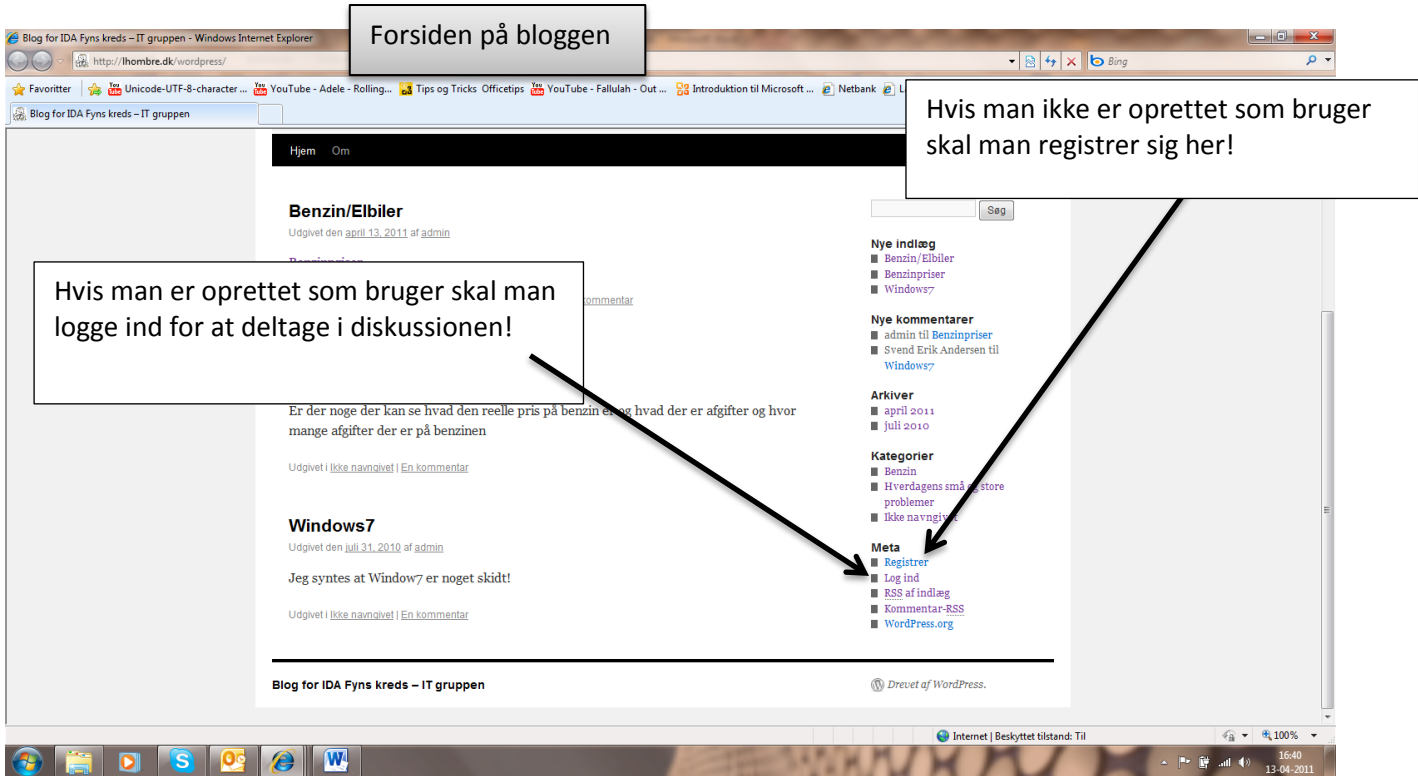 Forsiden på bloggen
Blog for IDA Fyns kreds – IT gruppen - Windows Internet Explorer
http://lhombre.dk/wordpress/
Bing
Favoritter
Unicode-UTF-8-character ...
YouTube - Adele - Rolling...
Tips og Tricks Officetips
YouTube - Fallulah - Out ...
Introduktion til Microsoft ...
Netbank
Blog for IDA Fyns kreds – IT gruppen
Hvis man ikke er oprettet som bruger
skal man registrer sig her!
Hjem Om
Benzin/Elbiler
Udgivet den april 13, 2011 af admin
Hvis man er oprettet som bruger skal man
logge ind for at deltage i diskussionen!
kommentar
Er der noge der kan se hvad den reelle pris på benzin er og hvad der er afgifter og hvor
mange afgifter der er på benzinen
Udgivet i Ikke navngivet | En kommentar
Windows7
Udgivet den juli 31, 2010 af admin
Jeg syntes at Window7 er noget skidt!
Udgivet i Ikke navngivet | En kommentar
Søg
Nye indlæg
Benzin/Elbiler
Benzinpriser
Windows7
Nye kommentarer
admin til Benzinpriser
Svend Erik Andersen til
Windows7
Arkiver
april 2011
juli 2010
Kategorier
Benzin
Hverdagens små og store
problemer
Ikke navngivet
Meta
Registrer
Log ind
RSS af indlæg
Kommentar-RSS
WordPress.org
Blog for IDA Fyns kreds – IT gruppen
Drevet af WordPress.
Internet | Beskyttet tilstand: Til
100%
16:40
13-04-2011